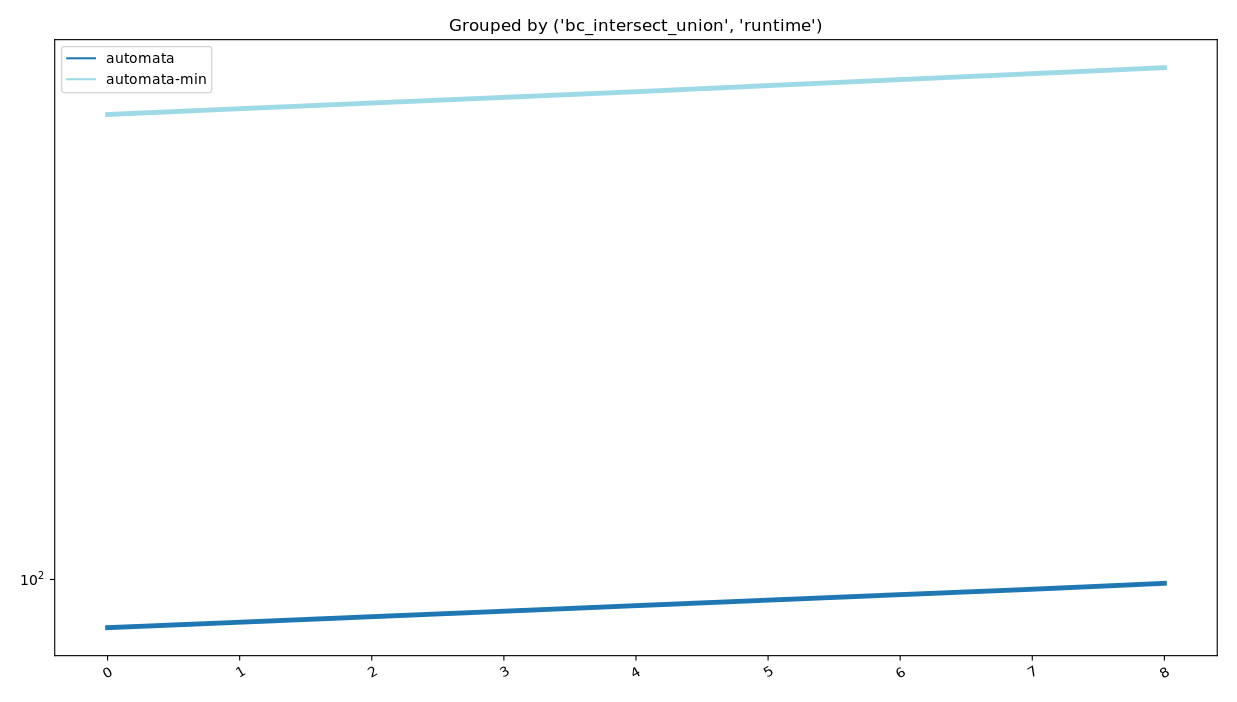 Grouped by ('bc_intersect_union', 'runtime')
automata
automata-min
10²
0 1 2 3 4 5 6 7 8